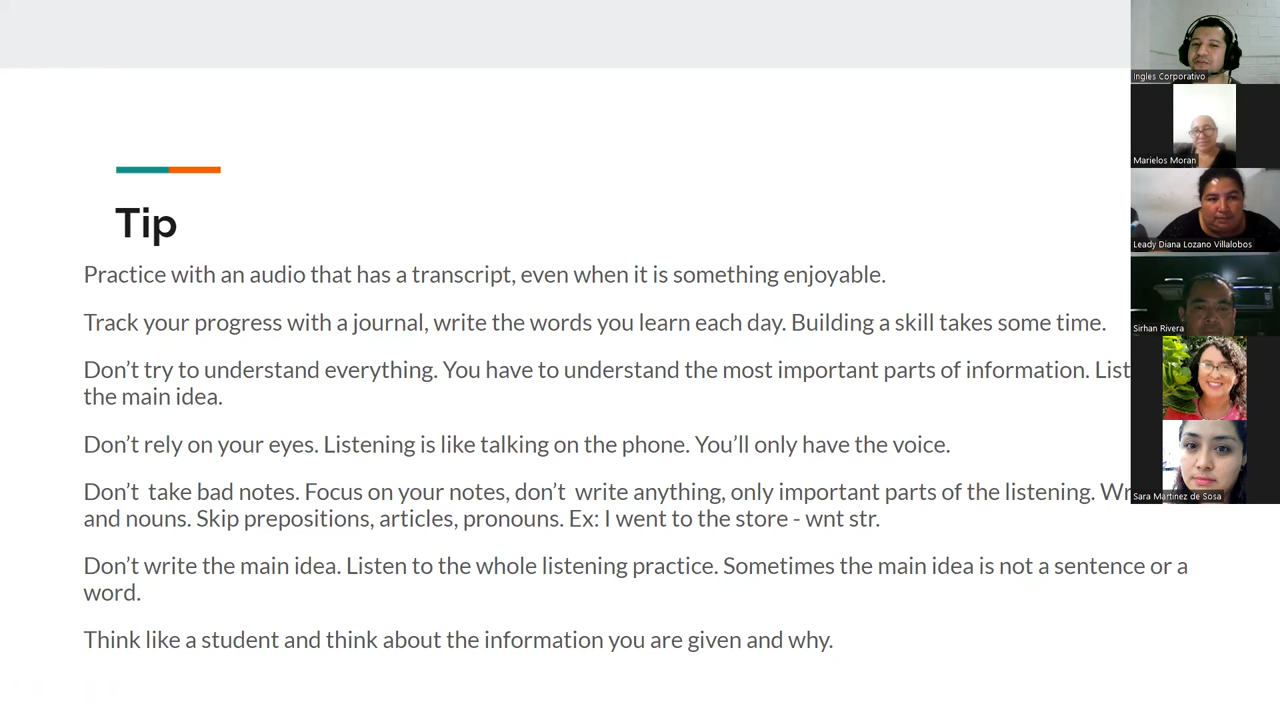 Tip
Practice with an audio that has a transcript, even when it is something enjoyable.
Track your progress with a journal, write the words you learn each day. Building a skill takes some time.
Don’t try to understand everything. You have to understand the most important parts of information.
the main idea.
Don’t rely on your eyes. Listening is like talking on the phone. You’ll only have the voice.
Don’t take bad notes. Focus on your notes, don’t write anything, only important parts of the listening.
and nouns. Skip prepositions, articles, pronouns. Ex: I went to the store - wnt str.
Don’t write the main idea. Listen to the whole listening practice. Sometimes the main idea is not a sentence or a
word.
Think like a student and think about the information you are given and why.
Ingles Corporativo
Marielos Moran
Leady Diana Lozano Villalobos
Sirhan Rivera
Sara Martinez de Sosa